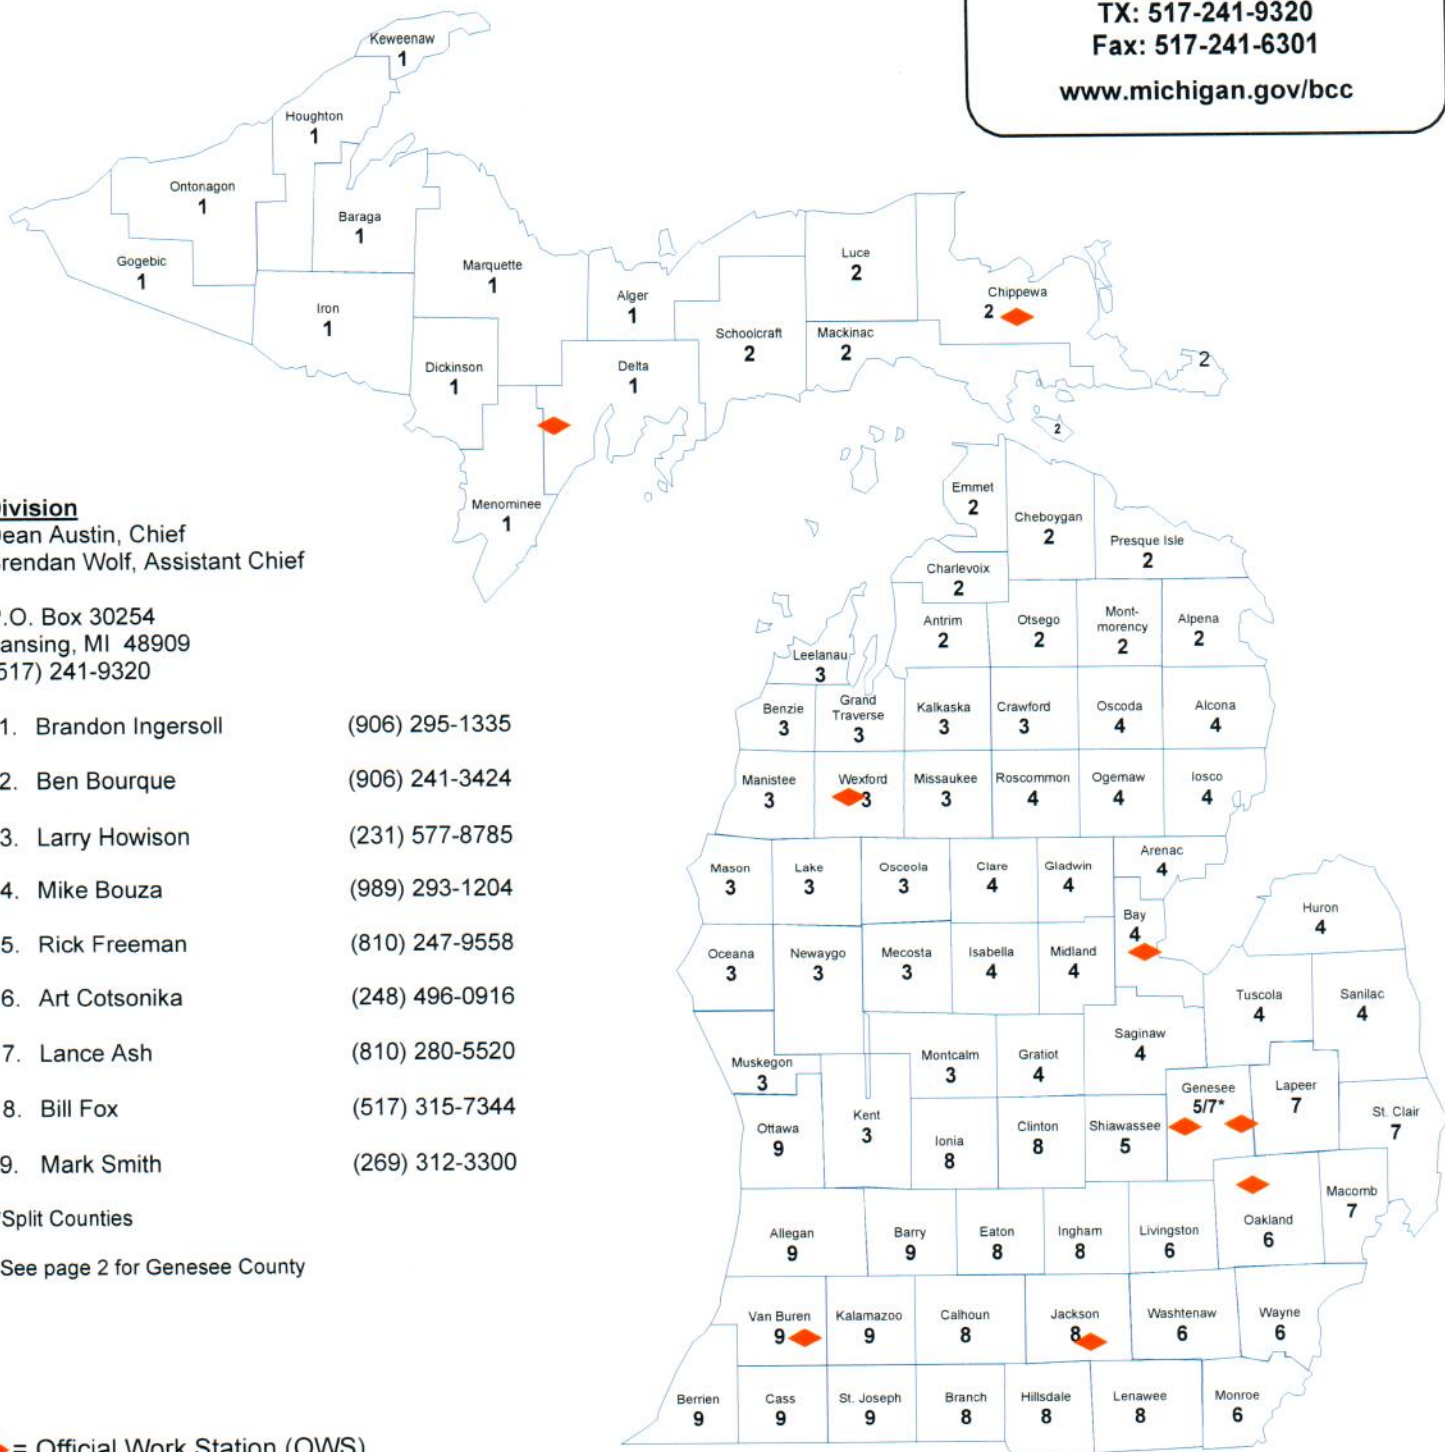 TX: 517-241-9320
Fax: 517-241-6301
www.michigan.gov/bcc
Keweenaw
1
Houghton
1
Ontonagon
1
Baraga
1
Gogebic
1
Marquette
1
Iron
1
Alger
1
Luce
2
Chippewa
2
Schoolcraft
2
Mackinac
2
Dickinson
1
Delta
1
2
2
Menominee
1
Emmet
2
Cheboygan
2
Presque Isle
2
Charlevoix
2
Antrim
2
Otsego
2
Mont-
morency
2
Alpena
2
Leelanau
3
Benzie
3
Grand
Traverse
3
Kalkaska
3
Crawford
3
Oscoda
4
Alcona
4
Manistee
3
Wexford
3
Missaukee
3
Roscommon
4
Ogemaw
4
Iosco
4
Mason
3
Lake
3
Osceola
3
Clare
4
Gladwin
4
Arenac
4
Bay
4
Huron
4
Oceana
3
Newaygo
3
Mecosta
3
Isabella
4
Midland
4
Tuscola
4
Sanilac
4
Muskegon
3
Montcalm
3
Gratiot
4
Saginaw
4
Genesee
5/7*
Lapeer
7
St. Clair
7
Ottawa
9
Kent
3
Ionia
8
Clinton
8
Shiawassee
5
Macomb
7
Allegan
9
Barry
9
Eaton
8
Ingham
8
Livingston
6
Oakland
6
Van Buren
9
Kalamazoo
9
Calhoun
8
Jackson
8
Washtenaw
6
Wayne
6
Berrien
9
Cass
9
St. Joseph
9
Branch
8
Hillsdale
8
Lenawee
8
Monroe
6
ivision
ean Austin, Chief
rendan Wolf, Assistant Chief
.O. Box 30254
ansing, MI 48909
517) 241-9320
1. Brandon Ingersoll (906) 295-1335
2. Ben Bourque (906) 241-3424
3. Larry Howison (231) 577-8785
4. Mike Bouza (989) 293-1204
5. Rick Freeman (810) 247-9558
6. Art Cotsonika (248) 496-0916
7. Lance Ash (810) 280-5520
8. Bill Fox (517) 315-7344
9. Mark Smith (269) 312-3300
*Split Counties
See page 2 for Genesee County
= Official Work Station (OWS)